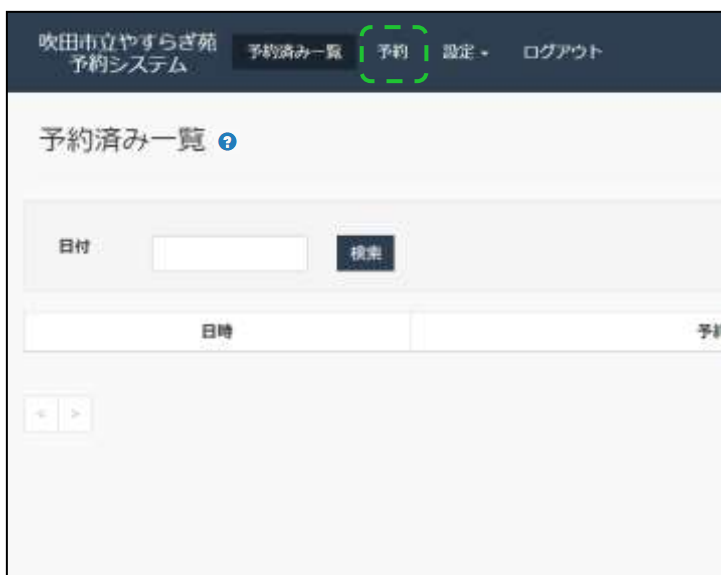 吹田市立やすらぎ苑
予約システム
予約済み一覧 予約 設定 ログアウト
予約済み一覧 ?
日付 検索
日時 予約
< >